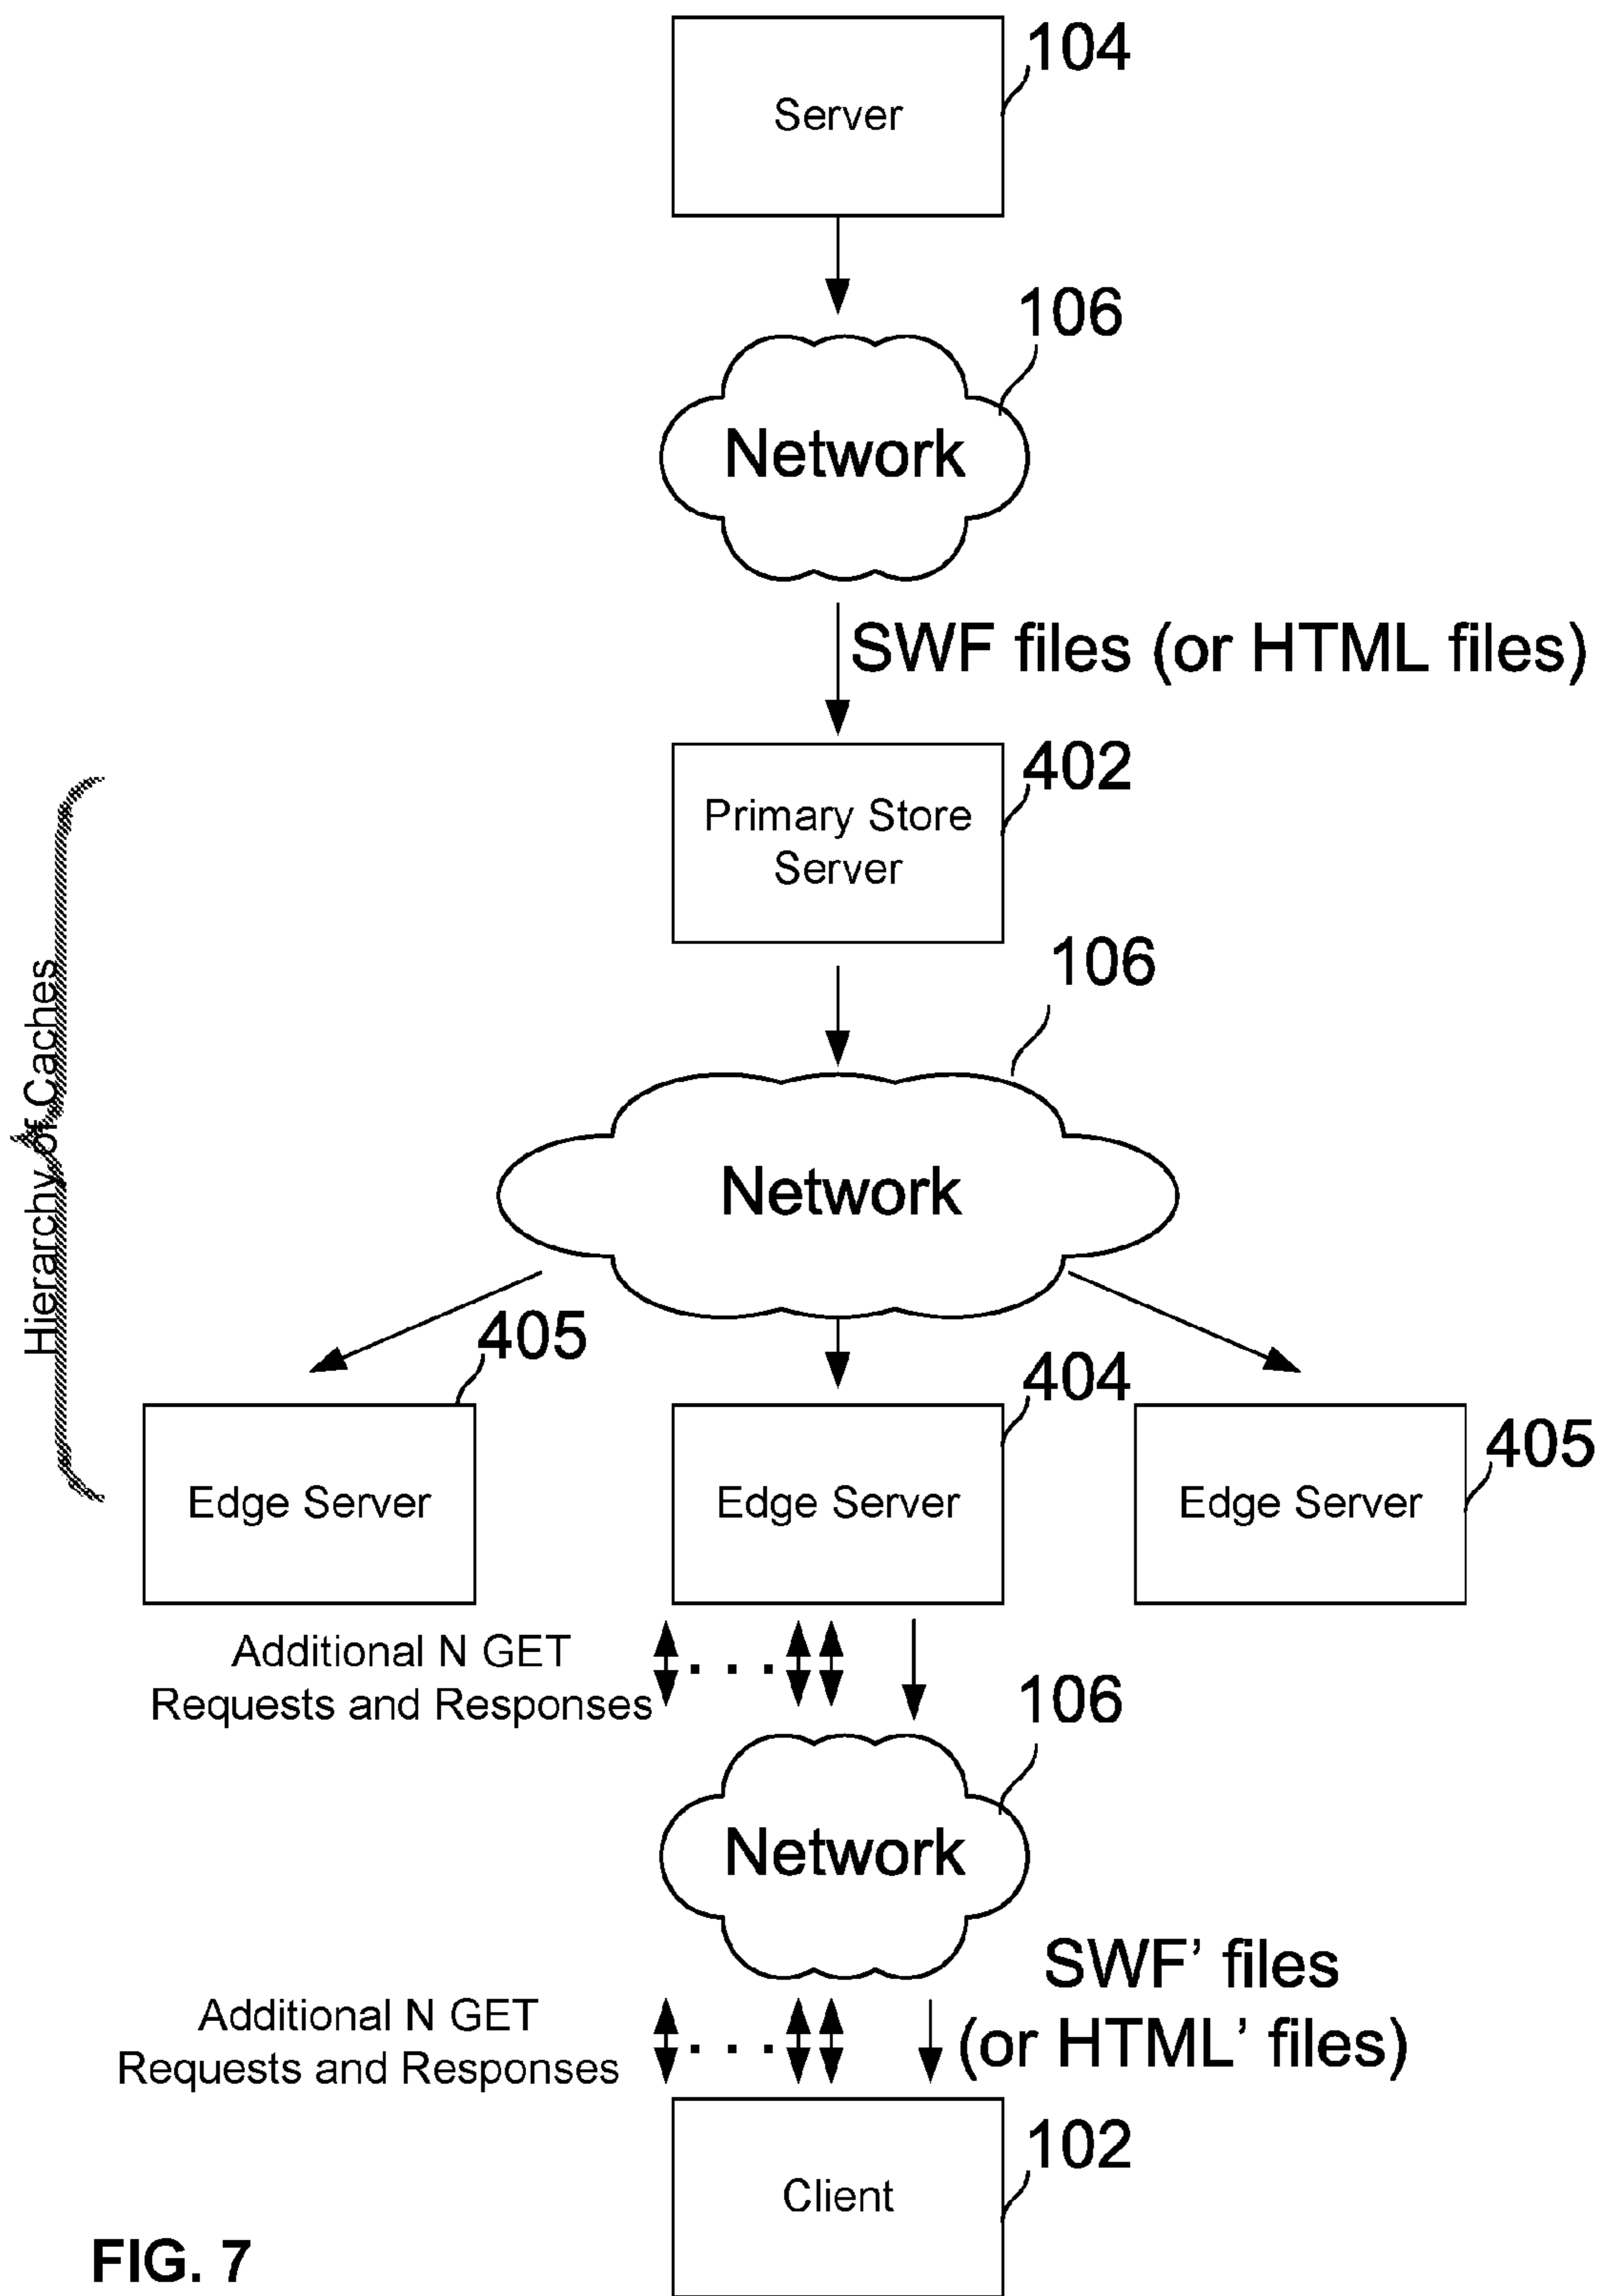 104
Server
106
Network
SWF files (or HTML files)
402
Primary Store
Server
106
Hierarchy of Caches
Network
405
404
405
Edge Server
Edge Server
Edge Server
Additional N GET
Requests and Responses
...
106
Network
SWF’ files
(or HTML’ files)
Additional N GET
Requests and Responses
...
102
Client
FIG. 7